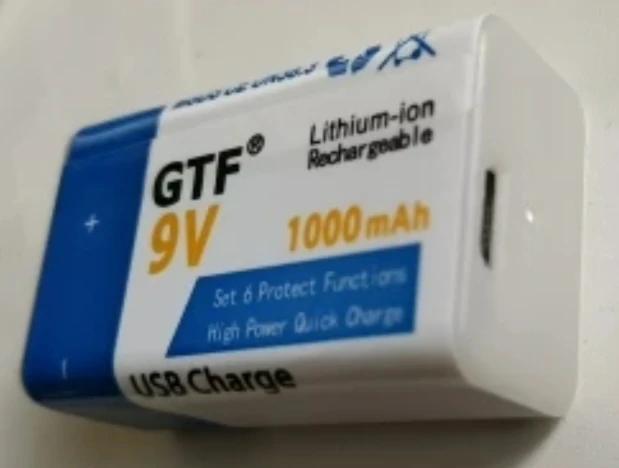 GTF®
Lithium-ion
Rechargeable
9V
1000mAh
Set 6 Protect Functions
High Power Quick Charge
USB Charge
+
-